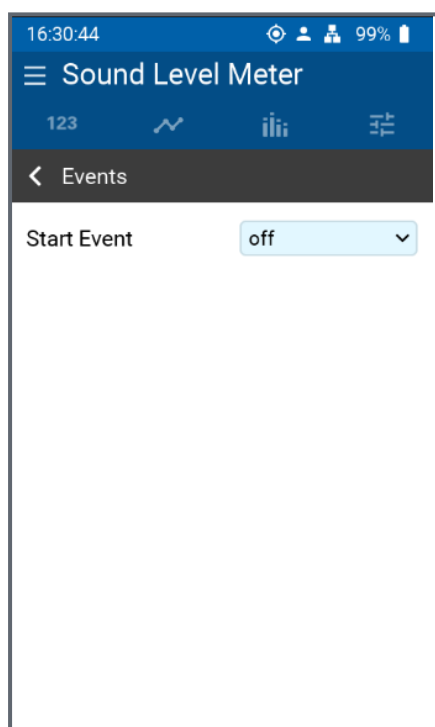 16:30:44 99%
Sound Level Meter
123
Events
Start Event off